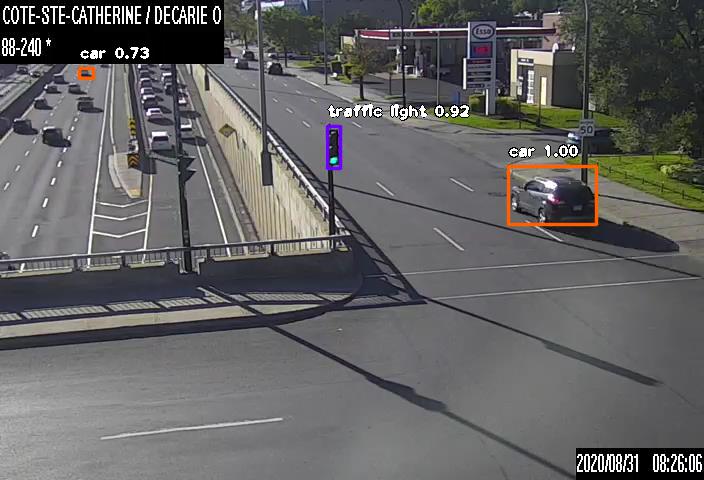 COTE-STE-CATHERINE / DECARIE O
88-240 *
car 0.73
Esso
traffic light 0.92
50
car 1.00
2020/08/31 08:26:06